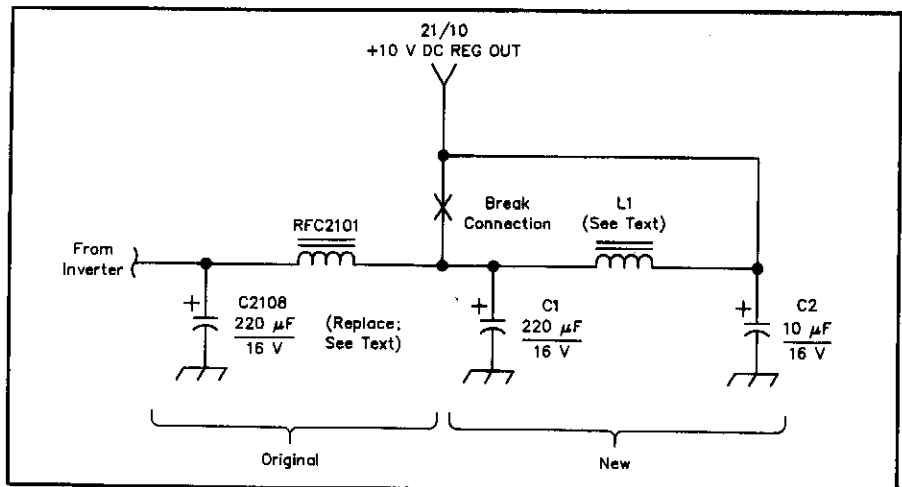 21/10
+10 V DC REG OUT
Break
Connection
L1
(See Text)
RFC2101
From
Inverter
+
C2108
220 µF
16 V
(Replace;
See Text)
+
C1
220 µF
16 V
+
C2
10 µF
16 V
Original
New